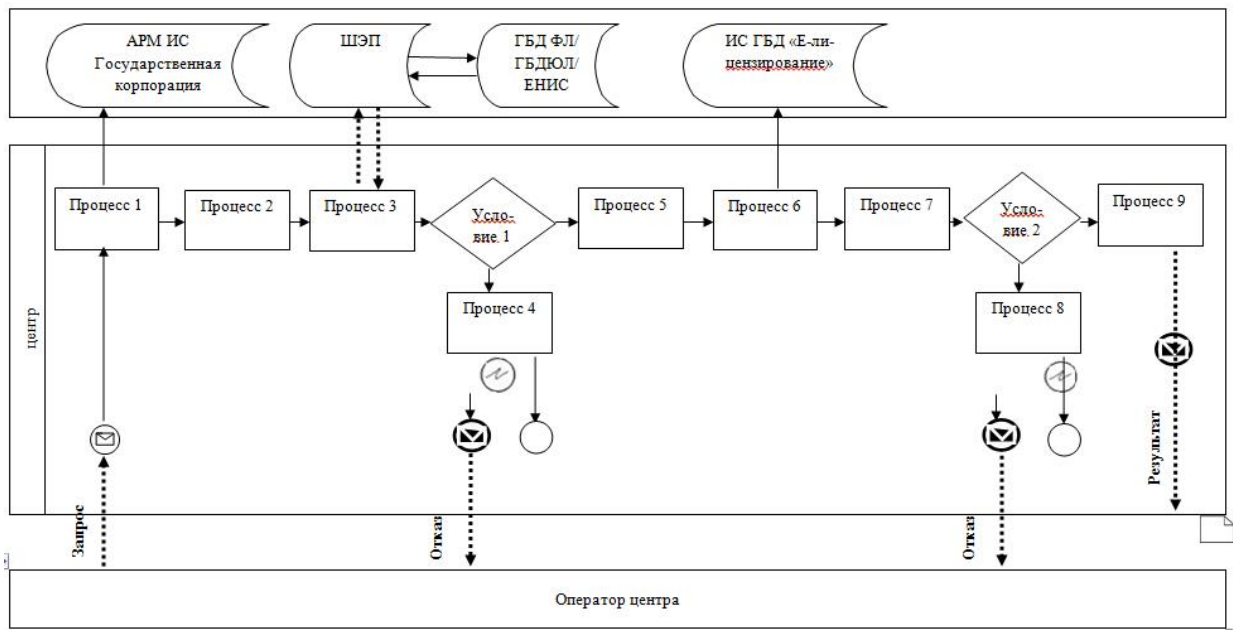 АРМ ИС
Государственная
корпорация
ШЭП
ГБД ФЛ/
ГБДЮЛ/
ЕНИС
ИС ГБД «Е-ли-
цензирование»
Процесс 1
Процесс 2
Процесс 3
Усло-
вие 1
Процесс 5
Процесс 6
Процесс 7
Усло-
вие 2
Процесс 9
Процесс 4
Процесс 8
центр
Запрос
Отказ
Отказ
Результат
Оператор центра